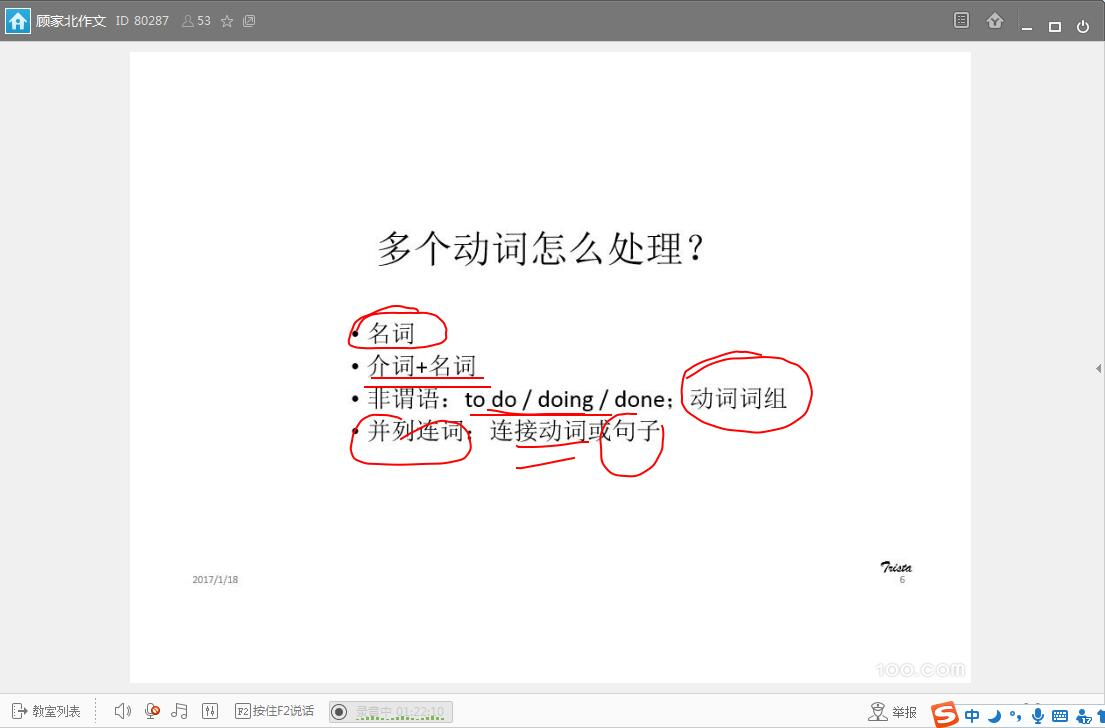 顾家北作文 ID 80287 53
多个动词怎么处理？
• 名词
• 介词+名词
• 非谓语：to do / doing / done；动词词组
• 并列连词：连接动词或句子
2017/1/18
Trista
6
100.com
教室列表 F2 按住F2说话 录音中 01:22:10 举报 中